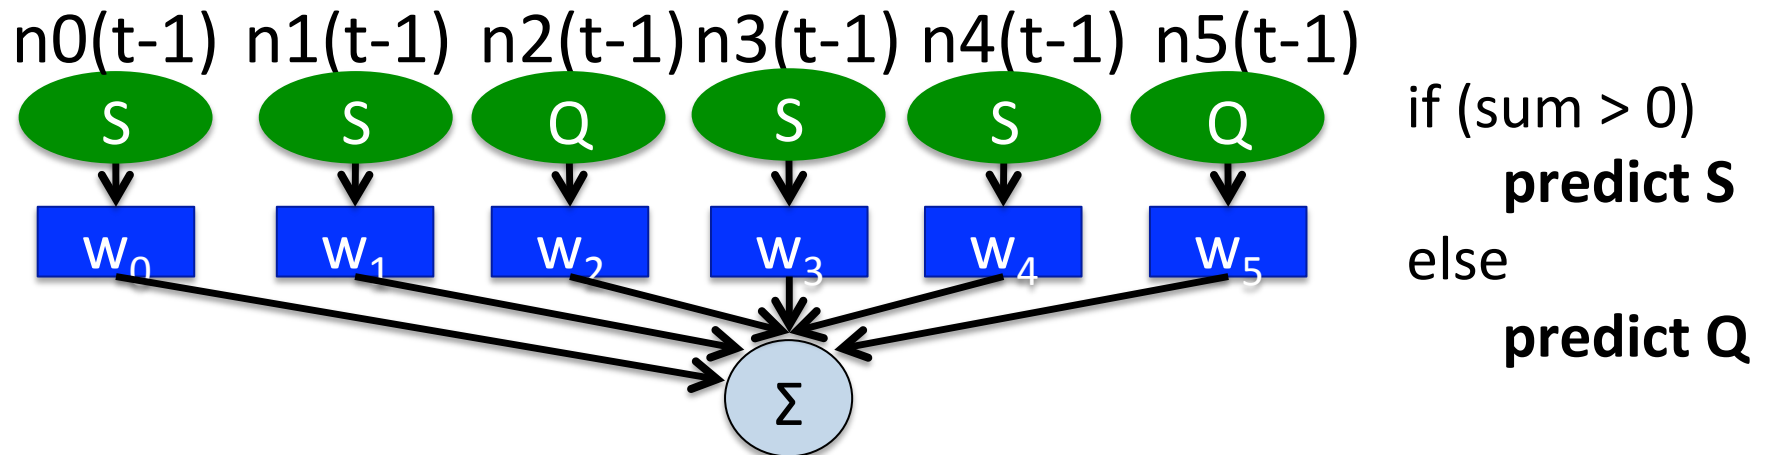 n0(t-1) n1(t-1) n2(t-1) n3(t-1) n4(t-1) n5(t-1)
S S Q S S Q
if (sum > 0)
predict S
w0 w1 w2 w3 w4 w5
else
predict Q
Σ